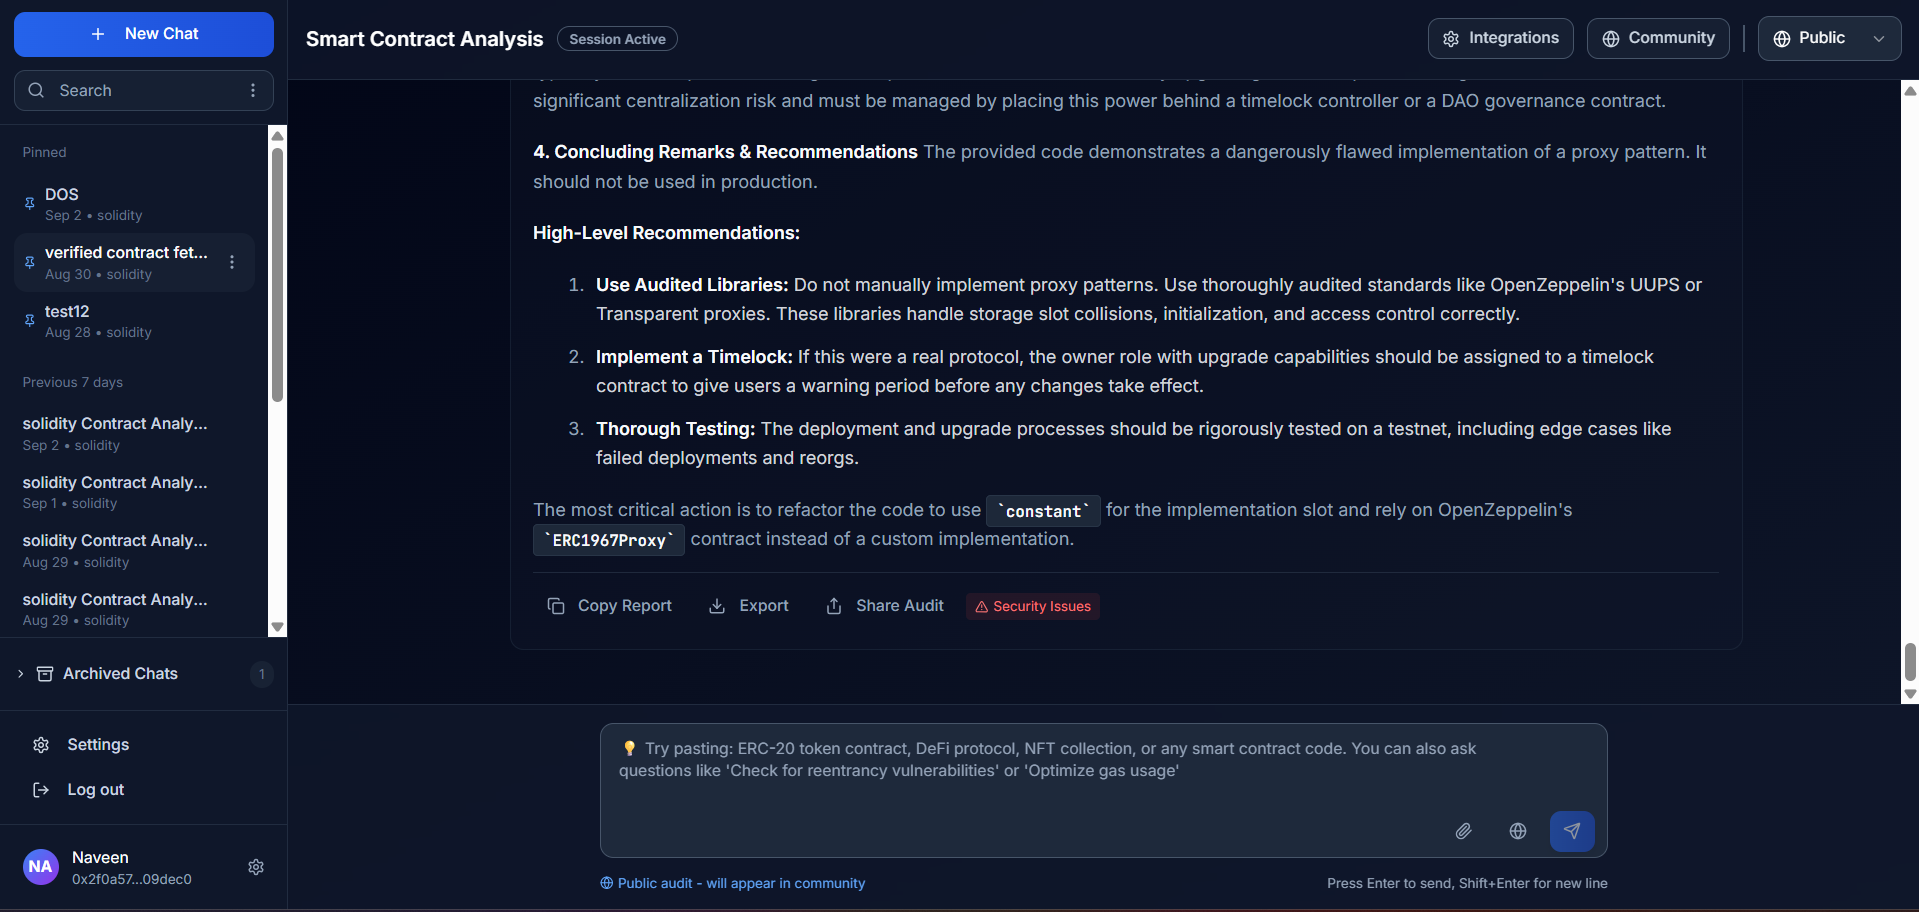 New Chat
Search
Pinned
DOS
Sep 2 • solidity
verified contract fet...
Aug 30 • solidity
test12
Aug 28 • solidity
Previous 7 days
solidity Contract Analy...
Sep 2 • solidity
solidity Contract Analy...
Sep 1 • solidity
solidity Contract Analy...
Aug 29 • solidity
solidity Contract Analy...
Aug 29 • solidity
Archived Chats 1
Settings
Log out
NA
Naveen
0x2f0a57...09dec0
Smart Contract Analysis Session Active
Integrations Community Public
significant centralization risk and must be managed by placing this power behind a timelock controller or a DAO governance contract.
4. Concluding Remarks & Recommendations The provided code demonstrates a dangerously flawed implementation of a proxy pattern. It
should not be used in production.
High-Level Recommendations:
1. Use Audited Libraries: Do not manually implement proxy patterns. Use thoroughly audited standards like OpenZeppelin's UUPS or
Transparent proxies. These libraries handle storage slot collisions, initialization, and access control correctly.
2. Implement a Timelock: If this were a real protocol, the owner role with upgrade capabilities should be assigned to a timelock
contract to give users a warning period before any changes take effect.
3. Thorough Testing: The deployment and upgrade processes should be rigorously tested on a testnet, including edge cases like
failed deployments and reorgs.
The most critical action is to refactor the code to use `constant` for the implementation slot and rely on OpenZeppelin's
`ERC1967Proxy` contract instead of a custom implementation.
Copy Report Export Share Audit Security Issues
💡 Try pasting: ERC-20 token contract, DeFi protocol, NFT collection, or any smart contract code. You can also ask
questions like 'Check for reentrancy vulnerabilities' or 'Optimize gas usage'
Public audit - will appear in community
Press Enter to send, Shift+Enter for new line